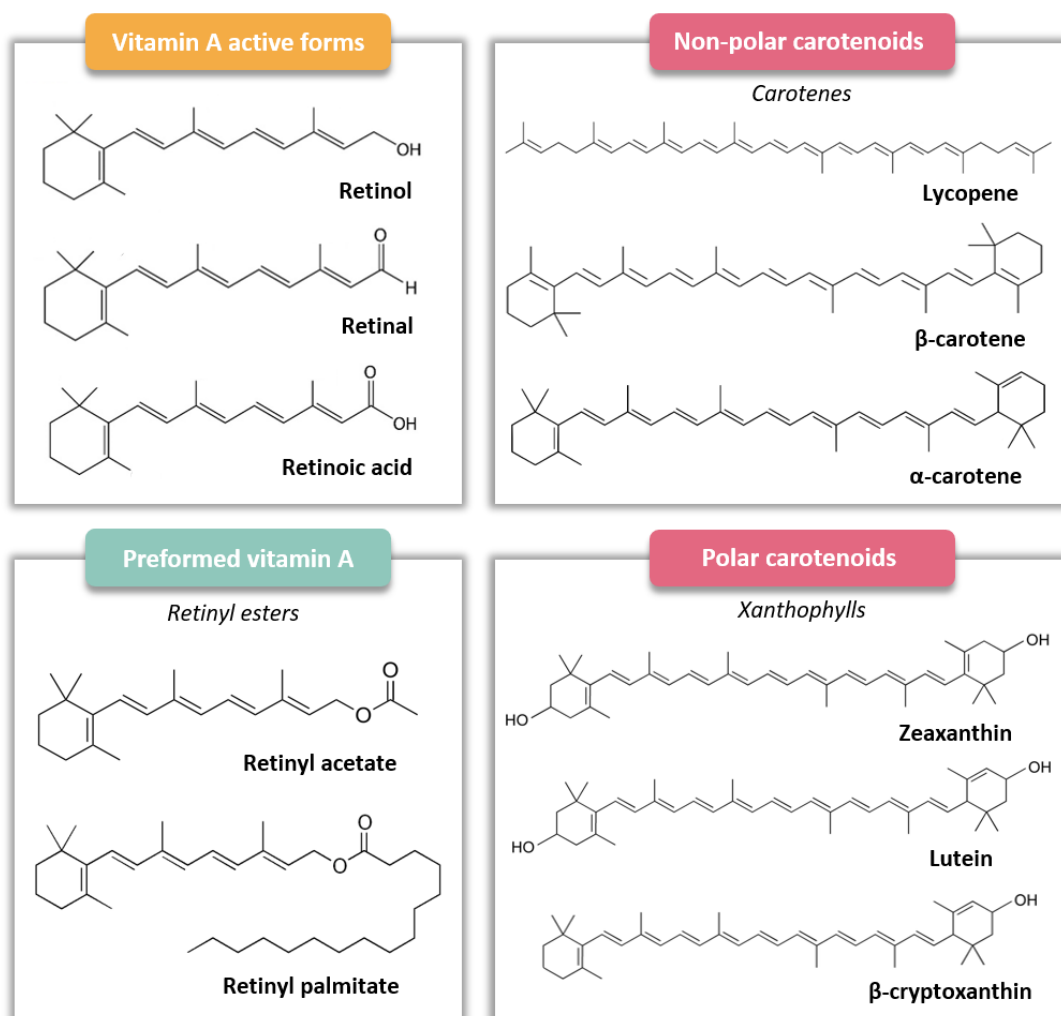 Vitamin A active forms
OH
Retinol
O
H
Retinal
O
OH
Retinoic acid
Non-polar carotenoids
Carotenes
Lycopene
β-carotene
α-carotene
Preformed vitamin A
Retinyl esters
O
O
Retinyl acetate
O
O
Retinyl palmitate
Polar carotenoids
Xanthophylls
OH
HO
Zeaxanthin
OH
HO
Lutein
OH
β-cryptoxanthin